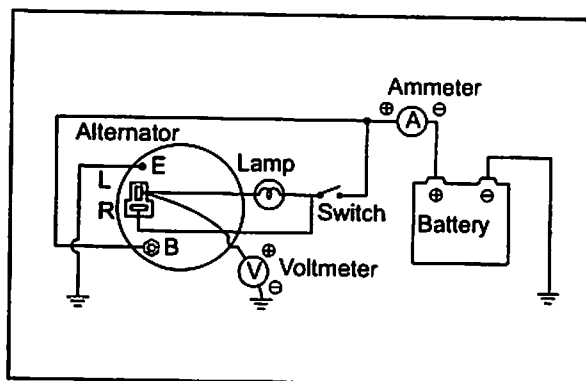 Ammeter
⊕ A ⊖
Alternator
E
Lamp
L
R
Switch
⊕ ⊖
Battery
B
⊕
V Voltmeter
⊖